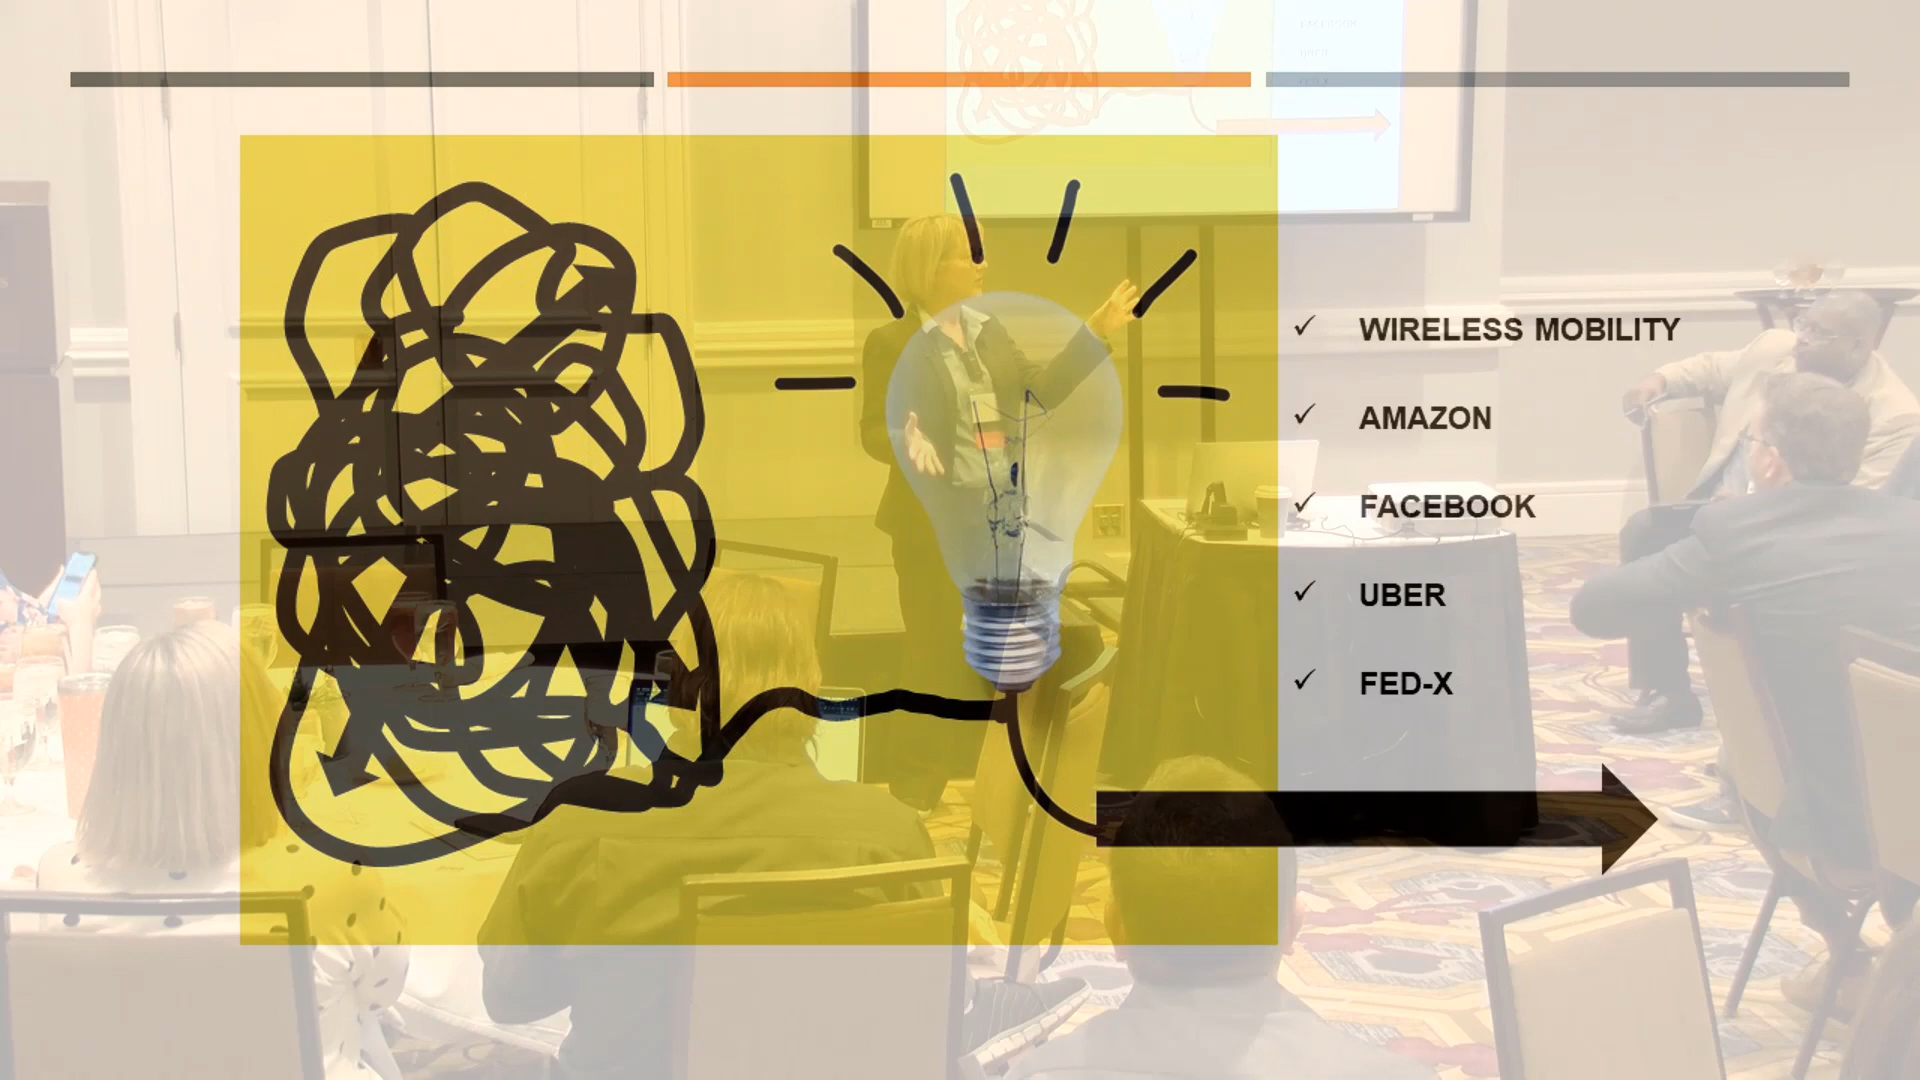 ✓ WIRELESS MOBILITY
✓ AMAZON
✓ FACEBOOK
✓ UBER
✓ FED-X